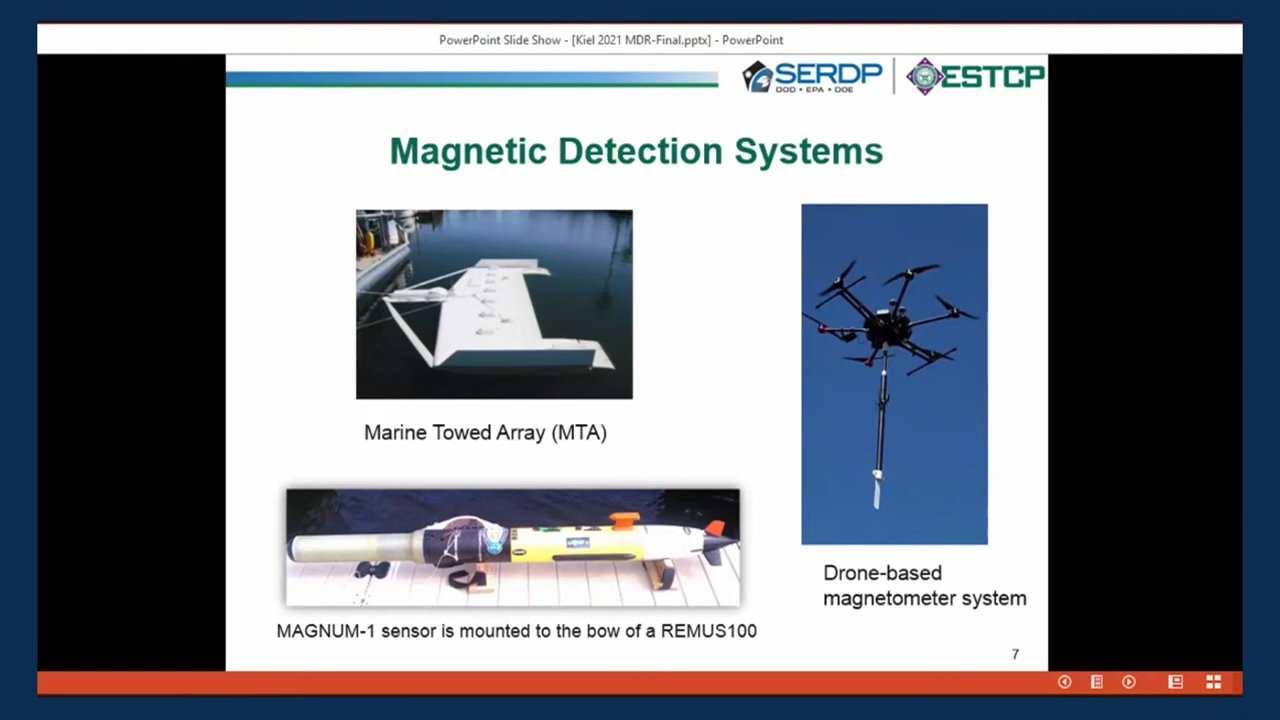 PowerPoint Slide Show - [Kiel 2021 MDR-Final.pptx] - PowerPoint
SERDP
DOD • EPA • DOE
ESTCP
Magnetic Detection Systems
Marine Towed Array (MTA)
MAGNUM-1 sensor is mounted to the bow of a REMUS100
Drone-based
magnetometer system
7